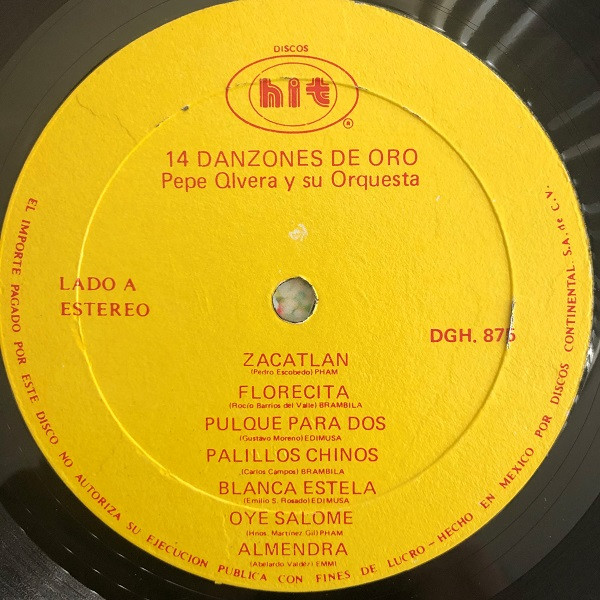 DISCOS
hit
®
14 DANZONES DE ORO
Pepe Olvera y su Orquesta
LADO A
ESTEREO
DGH. 875
ZACATLAN
(Pedro Escobedo) PHAM
FLORECITA
(Rocío Barrios del Valle) BRAMBILA
PULQUE PARA DOS
(Gustavo Moreno) EDIMUSA
PALILLOS CHINOS
(Carlos Campos) BRAMBILA
BLANCA ESTELA
(Emilio S. Rosado) EDIMUSA
OYE SALOME
(Hnos. Martínez Gil) PHAM
ALMENDRA
(Abelardo Valdér) EMMI
EL IMPORTE PAGADO POR ESTE DISCO NO AUTORIZA SU EJECUCION PUBLICA CON FINES DE LUCRO - HECHO EN MEXICO POR DISCOS CONTINENTAL S.A. de C.V.